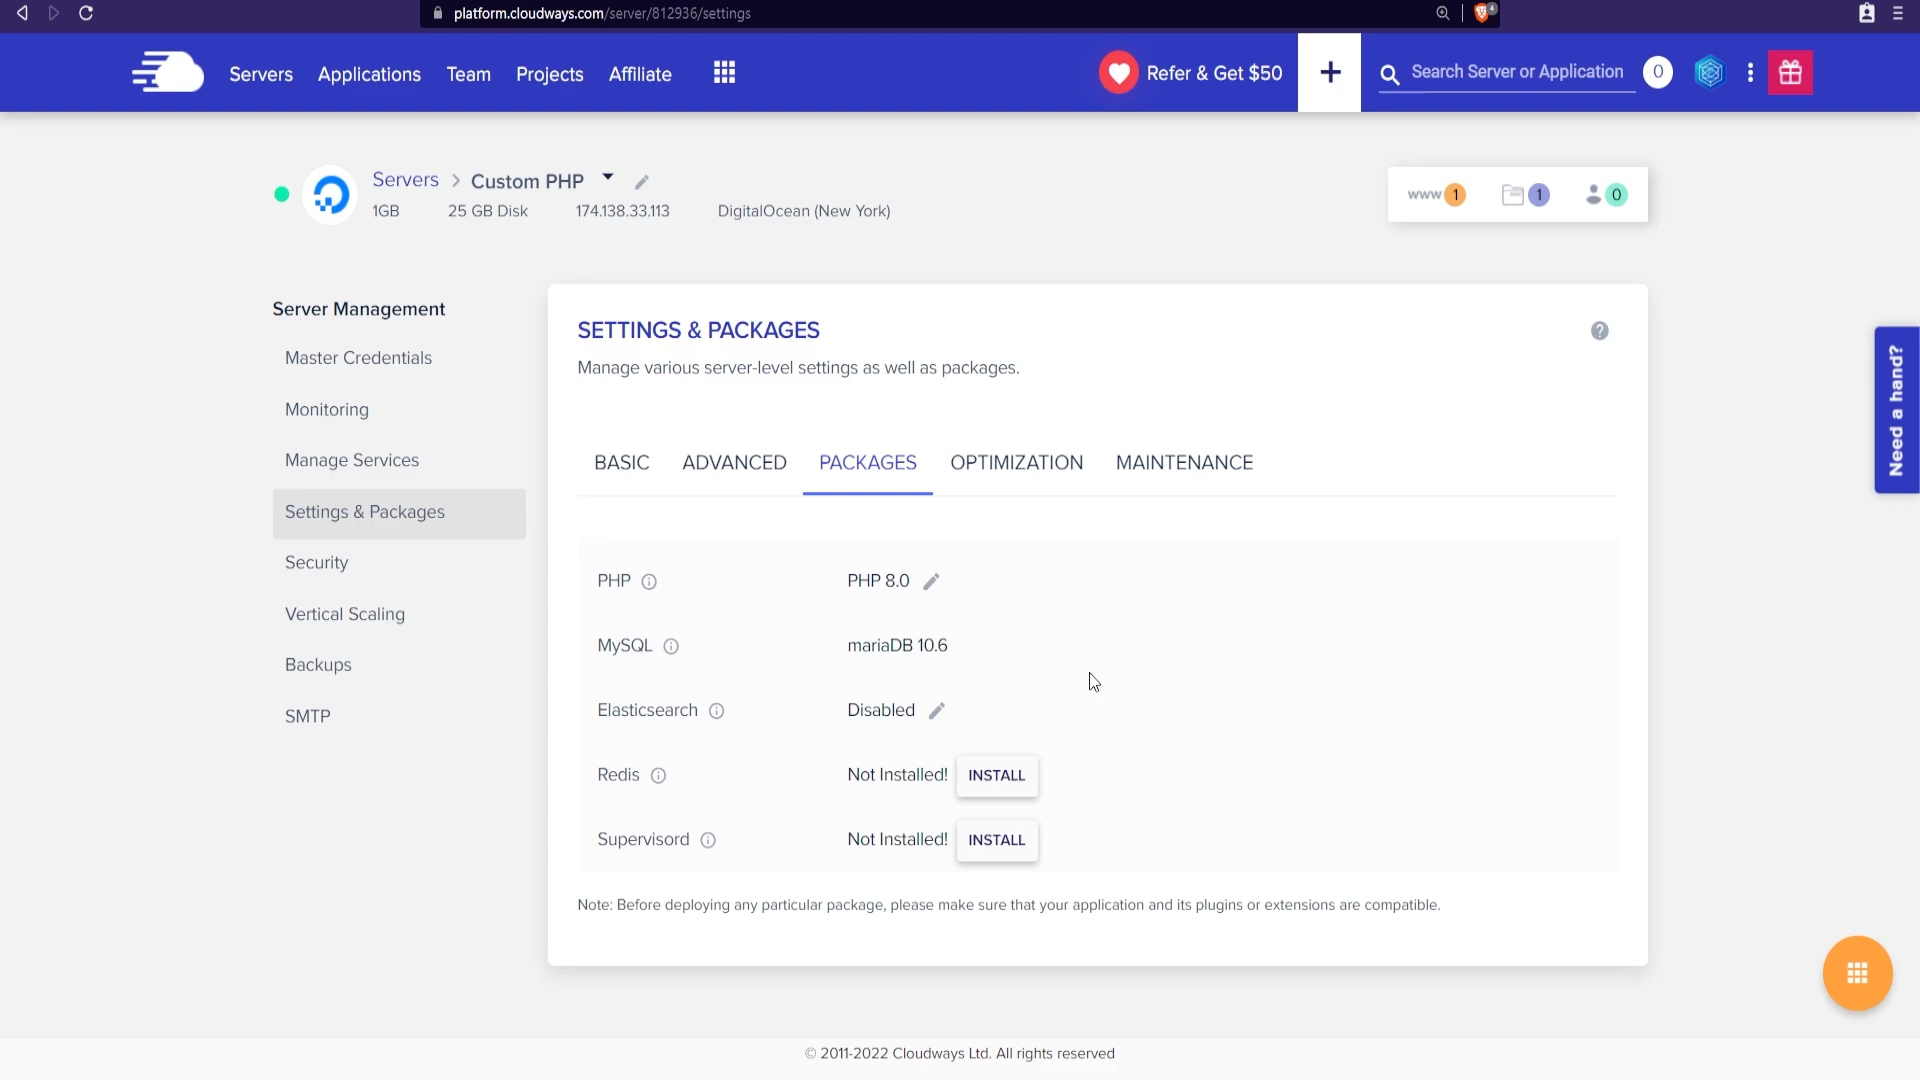 platform.cloudways.com/server/812936/settings
4
Servers
Applications
Team
Projects
Affiliate
Refer & Get $50
+
Search Server or Application
0
Servers > Custom PHP
1GB
25 GB Disk
174.138.33.113
DigitalOcean (New York)
www 1
1
0
Server Management
Master Credentials
Monitoring
Manage Services
Settings & Packages
Security
Vertical Scaling
Backups
SMTP
SETTINGS & PACKAGES
?
Manage various server-level settings as well as packages.
BASIC
ADVANCED
PACKAGES
OPTIMIZATION
MAINTENANCE
PHP
PHP 8.0
MySQL
mariaDB 10.6
Elasticsearch
Disabled
Redis
Not Installed!
INSTALL
Supervisord
Not Installed!
INSTALL
Note: Before deploying any particular package, please make sure that your application and its plugins or extensions are compatible.
Need a hand?
© 2011-2022 Cloudways Ltd. All rights reserved